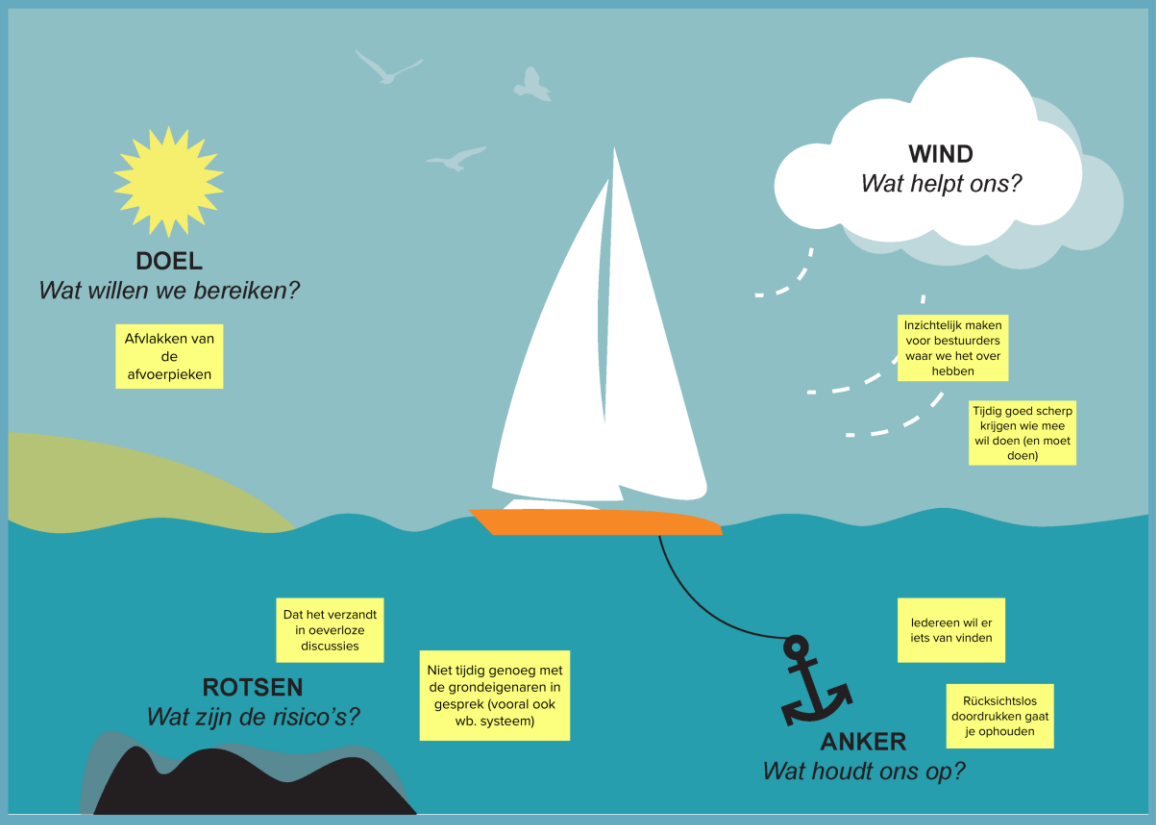 WIND
Wat helpt ons?
DOEL
Wat willen we bereiken?
Afvlakken van
de
afvoerpieken
Inzichtelijk maken
voor bestuurders
waar we het over
hebben
Tijdig goed scherp
krijgen wie mee
wil doen (en moet
doen)
Dat het verzandt
in oeverloze
discussies
Niet tijdig genoeg met
de grondeigenaren in
gesprek (vooral ook
wb. systeem)
ROTSEN
Wat zijn de risico's?
Iedereen wil er
iets van vinden
Rücksichtslos
doordrukken gaat
je ophouden
ANKER
Wat houdt ons op?